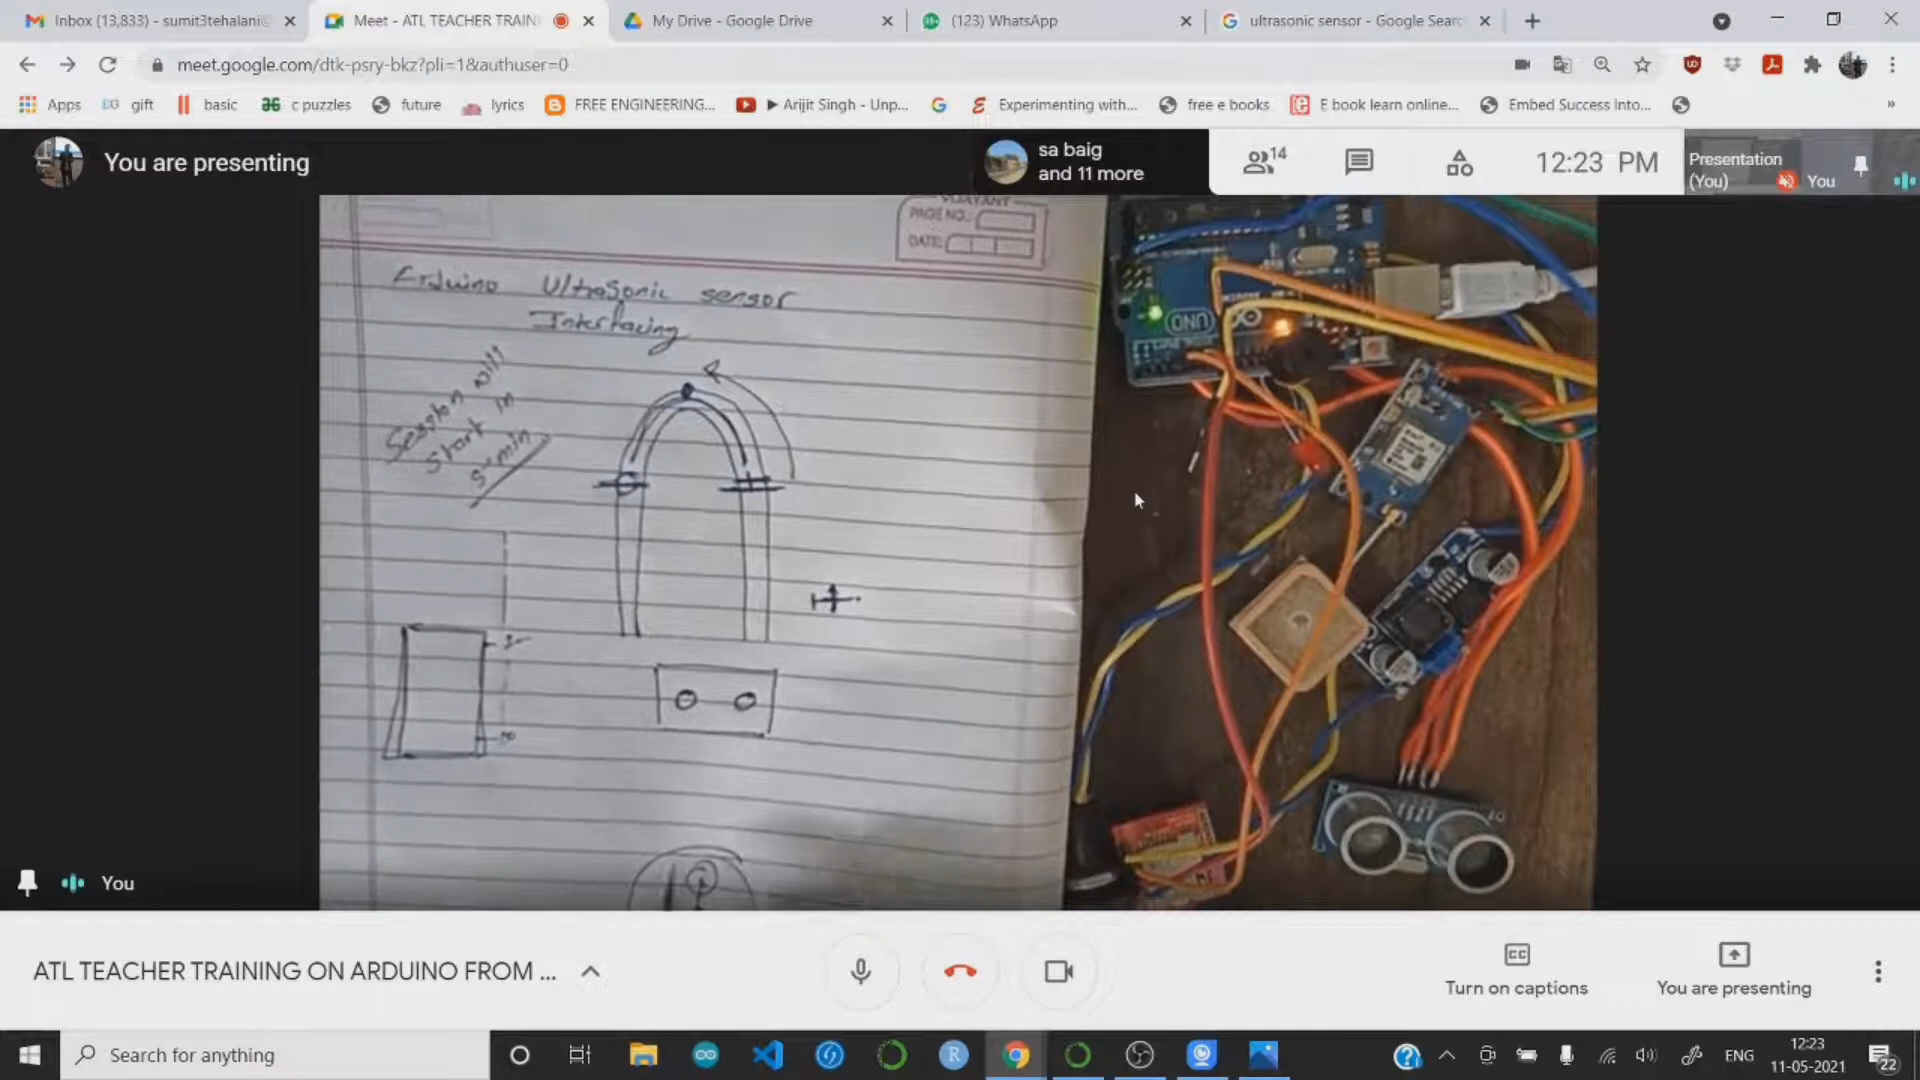 Inbox (13,833) - sumit3tehalani@
Meet - ATL TEACHER TRAIN
My Drive - Google Drive
(123) WhatsApp
ultrasonic sensor - Google Searc
meet.google.com/dtk-psry-bkz?pli=1&authuser=0
Apps
gift
basic
c puzzles
future
lyrics
FREE ENGINEERING...
► Arijit Singh - Unp...
Experimenting with...
free e books
E book learn online...
Embed Success Into...
»
You are presenting
sa baig
and 11 more
14
12:23 PM
Presentation
(You)
You
PAGE NO.:
DATE:
Arduino Ultrasonic sensor
Interfacing
Session will
start in
5 min
UNO
You
ATL TEACHER TRAINING ON ARDUINO FROM ...
Turn on captions
You are presenting
Search for anything
ENG
12:23
11-05-2021
22